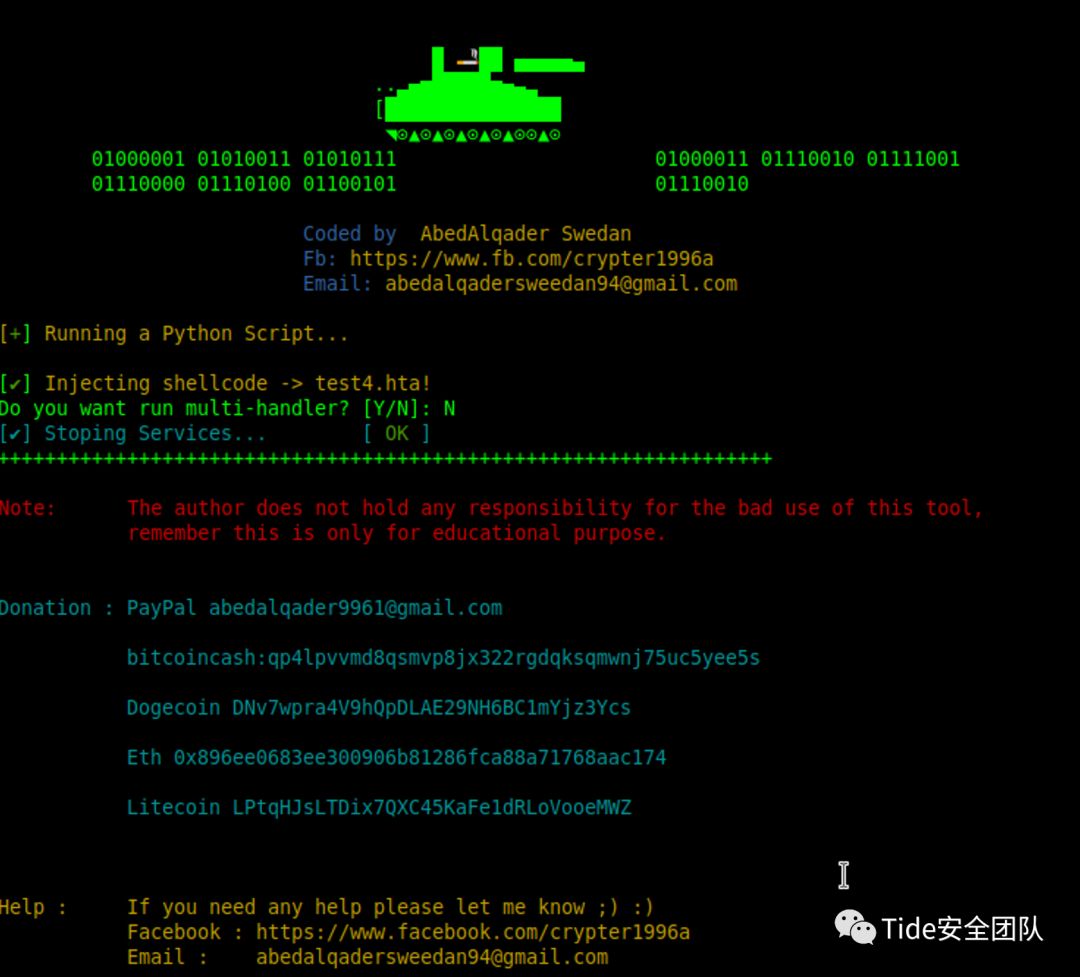 01000001 01010011 01010111 01000011 01110010 01111001
01110000 01110100 01100101 01110010
Coded by AbedAlqader Swedan
Fb: https://www.fb.com/crypter1996a
Email: abedalqadersweedan94@gmail.com
[+] Running a Python Script...
[✔] Injecting shellcode -> test4.hta!
Do you want run multi-handler? [Y/N]: N
[✔] Stoping Services... [ OK ]
++++++++++++++++++++++++++++++++++++++++++++++++++++++++++++++++++
Note: The author does not hold any responsibility for the bad use of this tool,
remember this is only for educational purpose.
Donation : PayPal abedalqader9961@gmail.com
bitcoincash:qp4lpvvmd8qsmvp8jx322rgdqksqmwnj75uc5yee5s
Dogecoin DNv7wpra4V9hQpDLAE29NH6BC1mYjz3Ycs
Eth 0x896ee0683ee300906b81286fca88a71768aac174
Litecoin LPtqHJsLTDix7QXC45KaFe1dRLoVooeMWZ
Help : If you need any help please let me know ;) :)
Facebook : https://www.facebook.com/crypter1996a
Email : abedalqadersweedan94@gmail.com
Tide安全团队